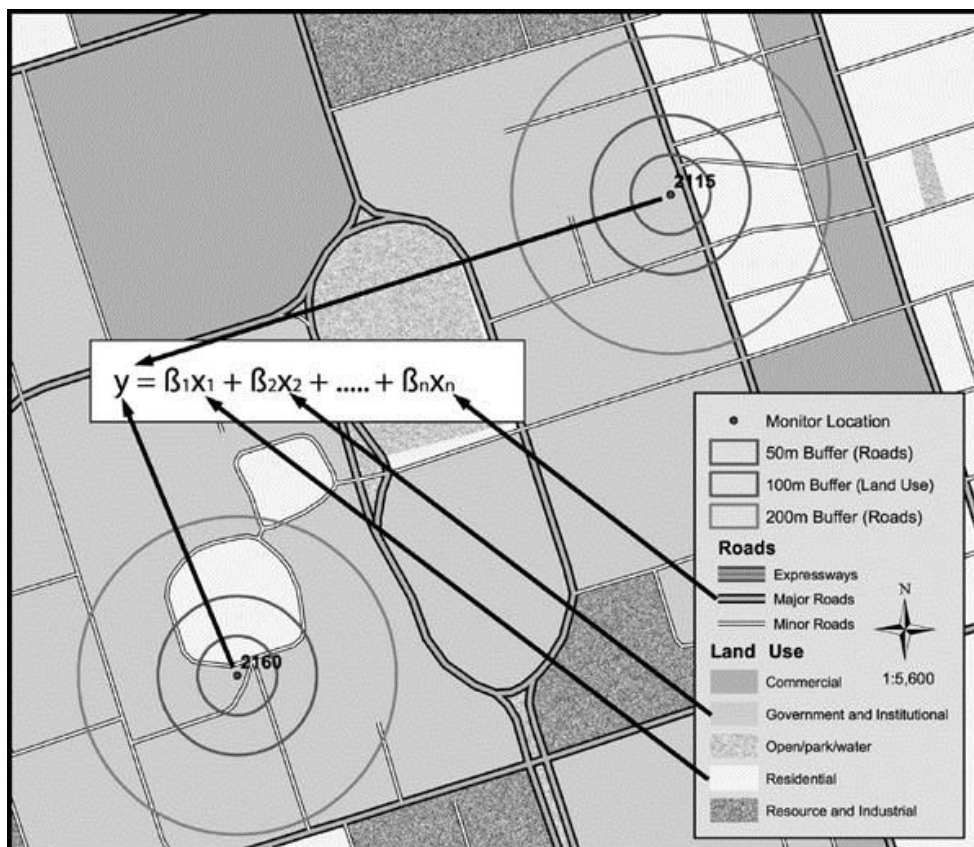 2115
y = ß₁x₁ + ß₂x₂ + ..... + ßₙxₙ
2160
Monitor Location
50m Buffer (Roads)
100m Buffer (Land Use)
200m Buffer (Roads)
Roads
Expressways
Major Roads
Minor Roads
N
1:5,600
Land Use
Commercial
Government and Institutional
Open/park/water
Residential
Resource and Industrial